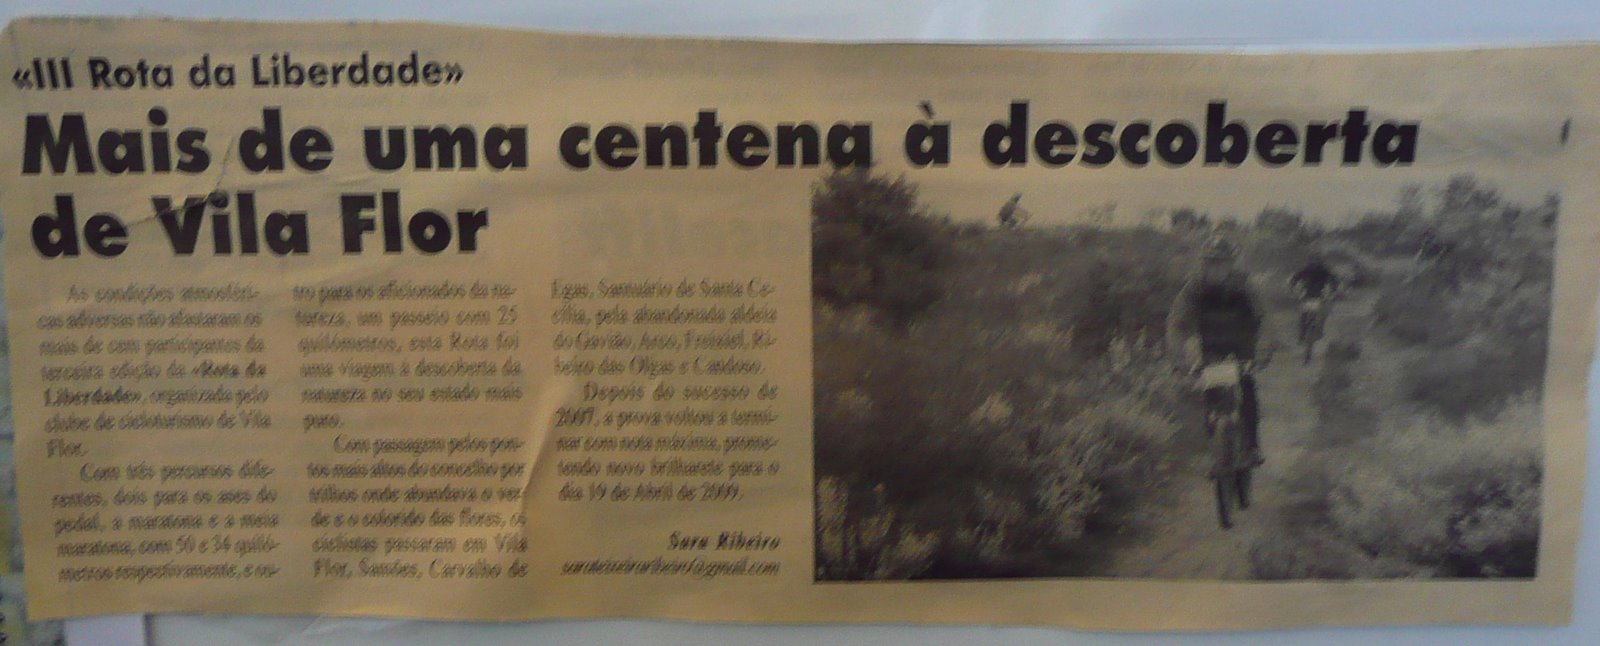 «III Rota da Liberdade»
Mais de uma centena à descoberta
de Vila Flor
As condições atmosféri-
cas adversas não afastaram os
mais de cem participantes da
terceira edição da «Rota da
Liberdade», organizada pelo
clube de cicloturismo de Vila
Flor.
Com três percursos dife-
rentes, dois para os ases do
pedal, a maratona e a meia
maratona, com 50 e 34 quiló-
metros respectivamente, e ou-
tro para os aficionados da na-
tureza, um passeio com 25
quilómetros, esta Rota foi
uma viagem à descoberta da
natureza no seu estado mais
puro.
Com passagem pelos pon-
tos mais altos do concelho por
trilhos onde abundava o ver-
de e o colorido das flores, os
ciclistas passaram em Vila
Flor, Samões, Carvalho de
Egas, Santuário de Santa Ce-
cília, pela abandonada aldeia
do Gavião, Arco, Freixiel, Ri-
beiro das Olgas e Candoso.
Depois do sucesso de
2007, a prova voltou a termi-
nar com nota máxima, prome-
tendo novo brilharete para o
dia 19 de Abril de 2009.
Sara Ribeiro